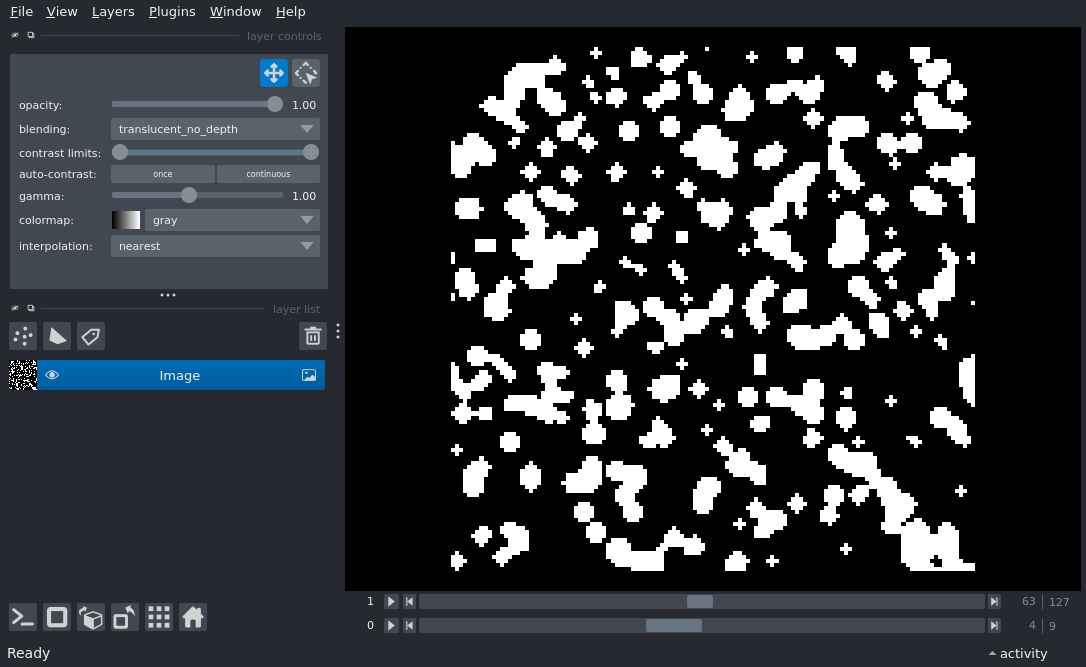 File View Layers Plugins Window Help
layer controls
opacity: 1.00
blending: translucent_no_depth
contrast limits:
auto-contrast: once continuous
gamma: 1.00
colormap: gray
interpolation: nearest
layer list
Image
1 63 127
0 4 9
Ready activity